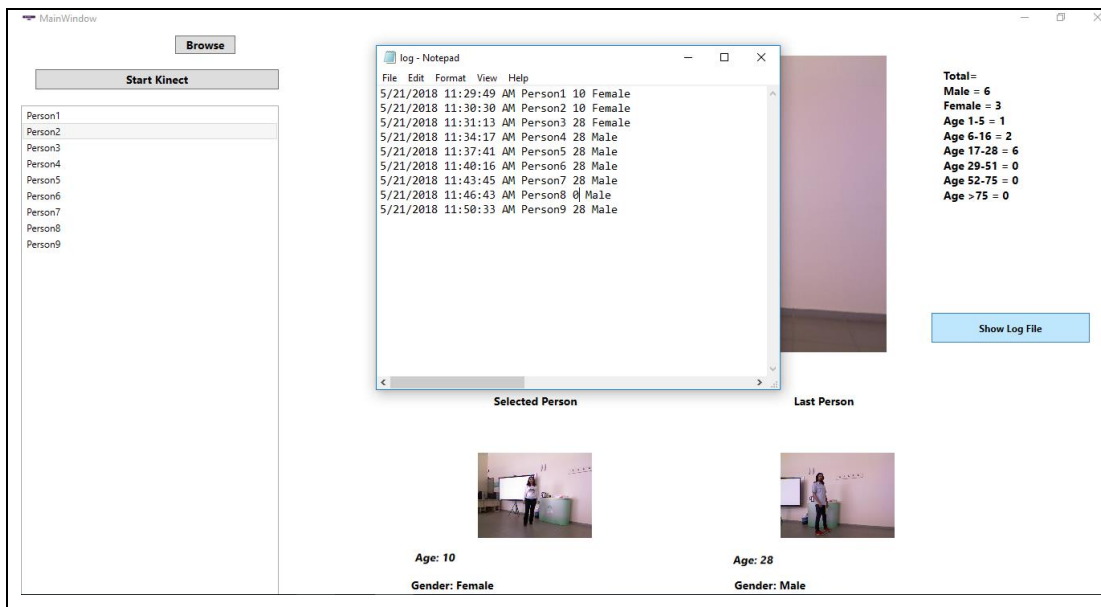 MainWindow
Browse
Start Kinect
Person1
Person2
Person3
Person4
Person5
Person6
Person7
Person8
Person9
log - Notepad
File Edit Format View Help
5/21/2018 11:29:49 AM Person1 10 Female
5/21/2018 11:30:30 AM Person2 10 Female
5/21/2018 11:31:13 AM Person3 28 Female
5/21/2018 11:34:17 AM Person4 28 Male
5/21/2018 11:37:41 AM Person5 28 Male
5/21/2018 11:40:16 AM Person6 28 Male
5/21/2018 11:43:45 AM Person7 28 Male
5/21/2018 11:46:43 AM Person8 0 Male
5/21/2018 11:50:33 AM Person9 28 Male
Total=
Male = 6
Female = 3
Age 1-5 = 1
Age 6-16 = 2
Age 17-28 = 6
Age 29-51 = 0
Age 52-75 = 0
Age >75 = 0
Show Log File
Selected Person
Last Person
Age: 10
Gender: Female
Age: 28
Gender: Male